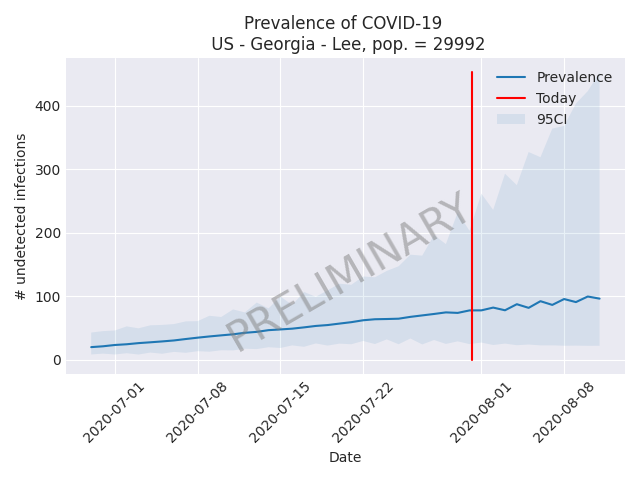 Prevalence of COVID-19
US - Georgia - Lee, pop. = 29992
Prevalence
Today
95CI
400
300
200
100
0
# undetected infections
PRELIMINARY
2020-07-01
2020-07-08
2020-07-15
2020-07-22
2020-08-01
2020-08-08
Date